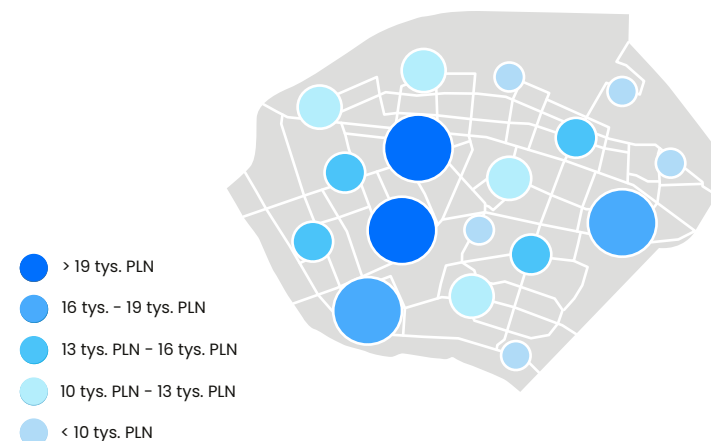 > 19 tys. PLN
16 tys. - 19 tys. PLN
13 tys. PLN - 16 tys. PLN
10 tys. PLN - 13 tys. PLN
< 10 tys. PLN